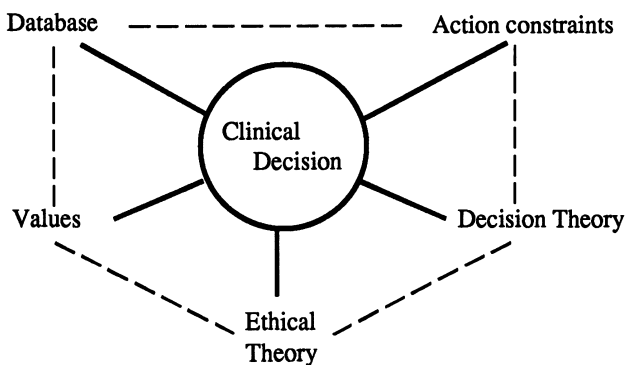 Database
Action constraints
Clinical
Decision
Values
Decision Theory
Ethical
Theory